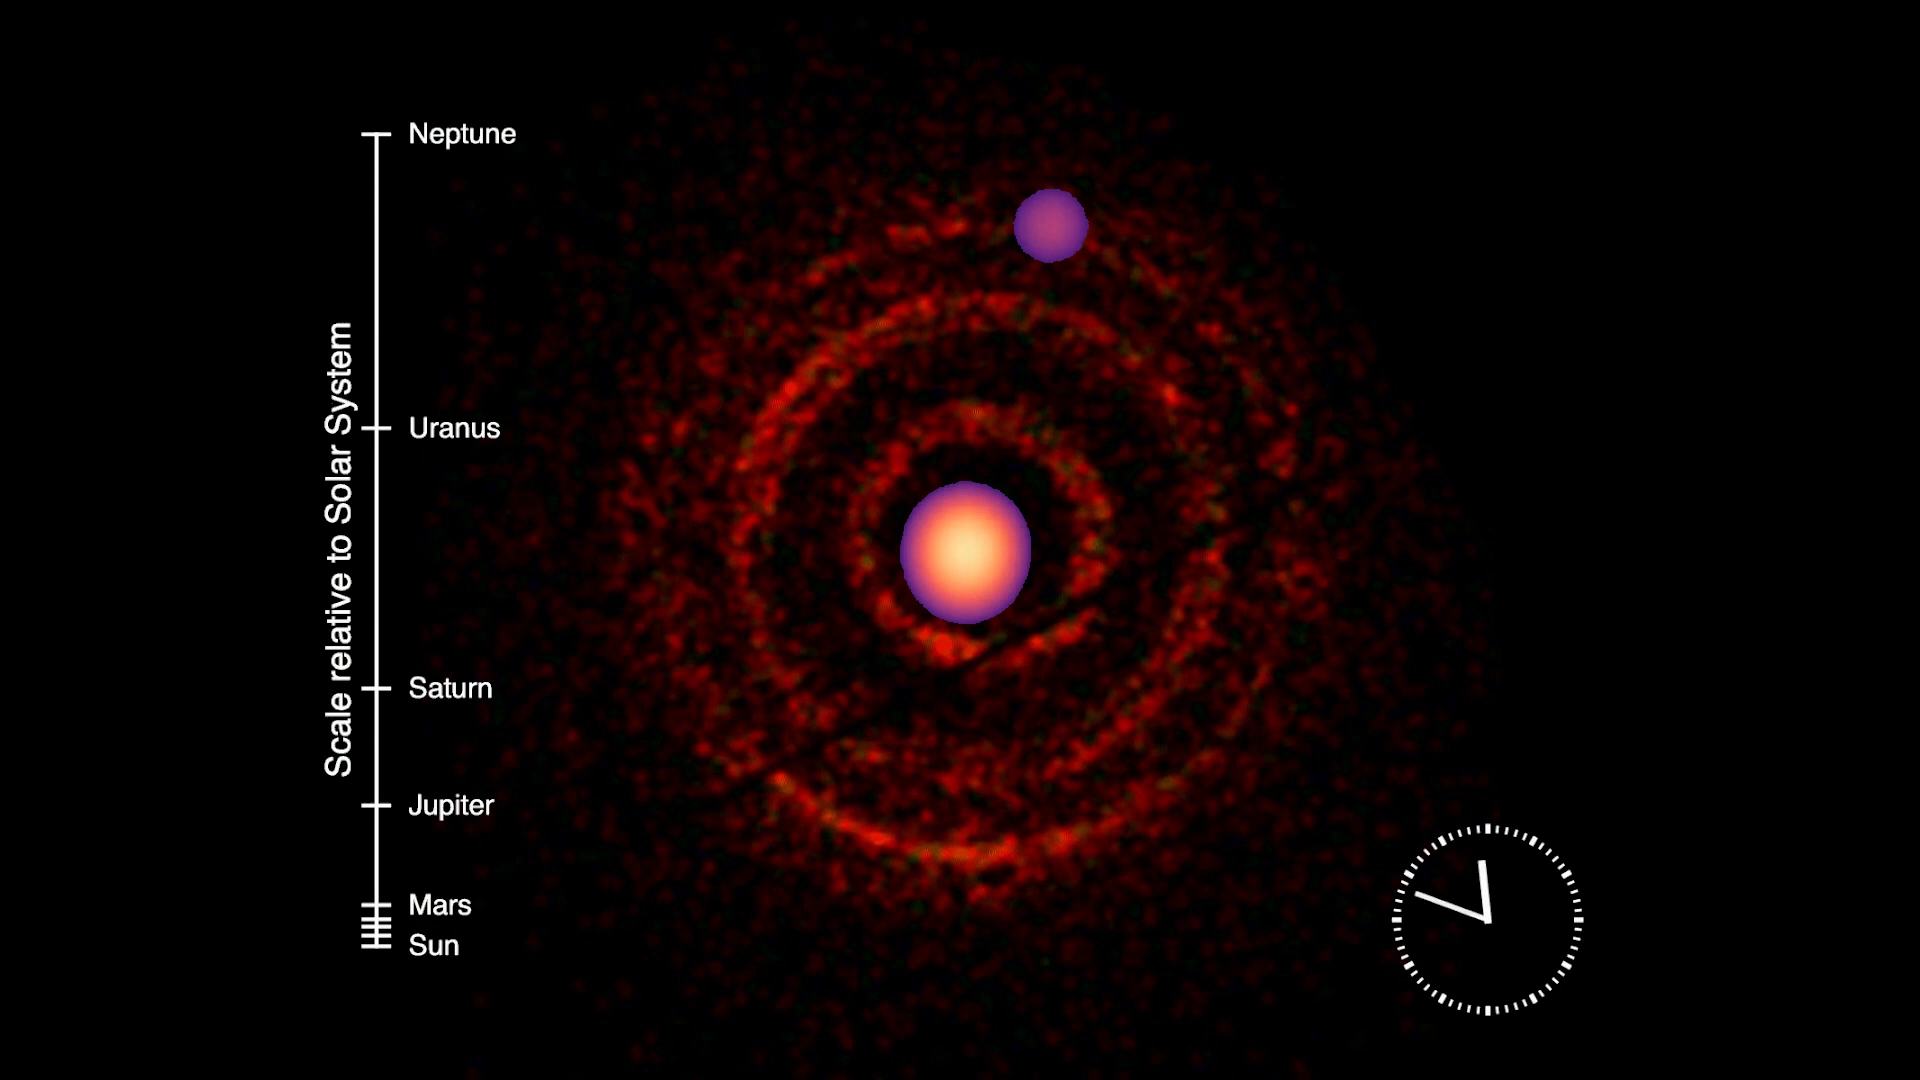 Scale relative to Solar System
Neptune
Uranus
Saturn
Jupiter
Mars
Sun